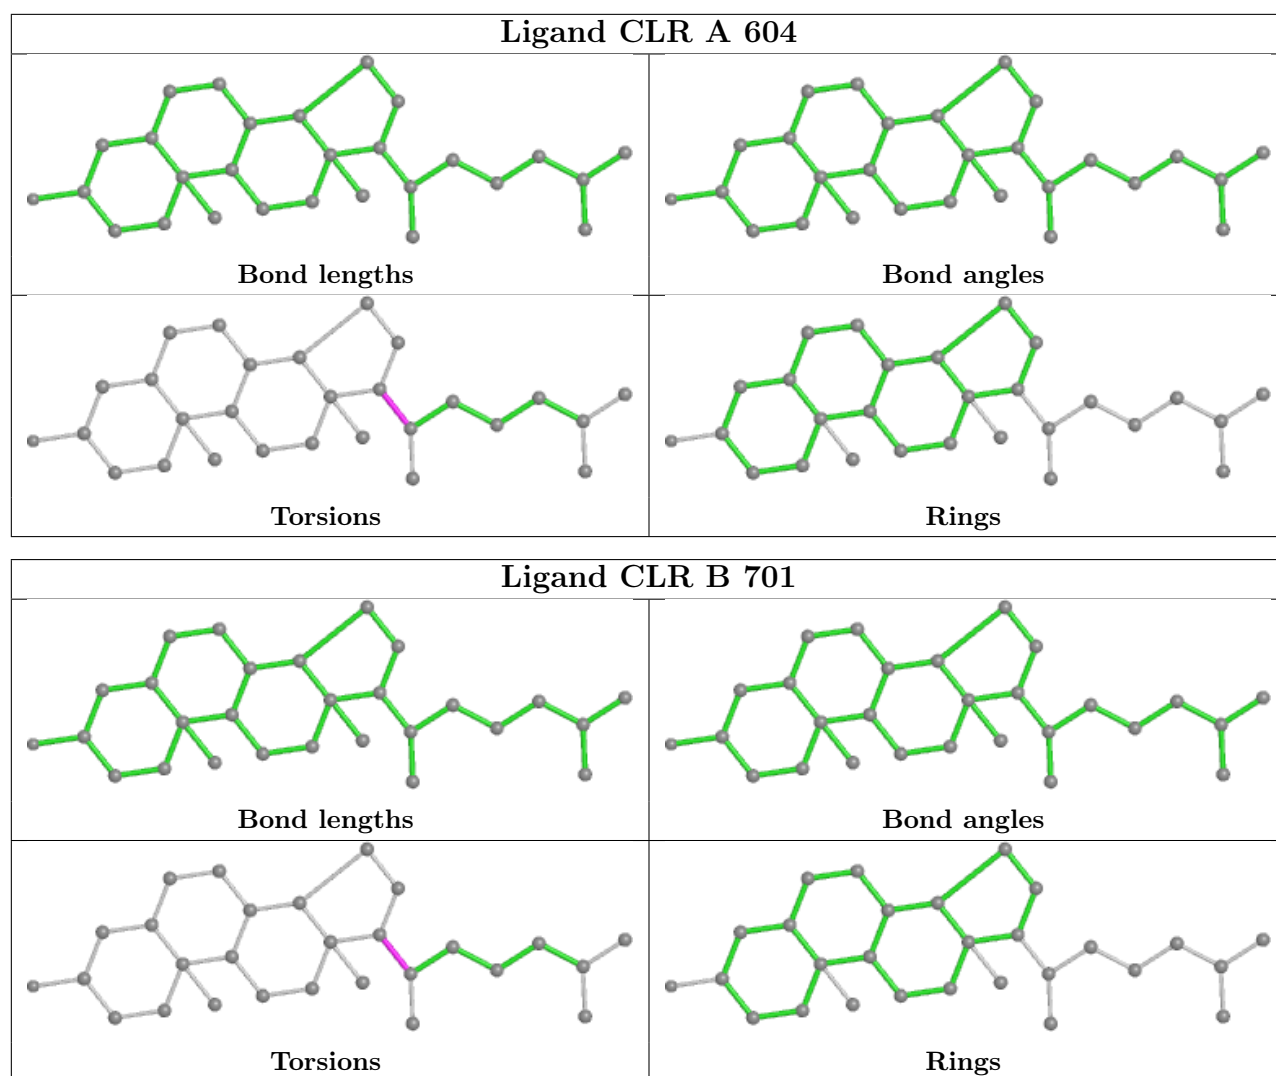 Ligand CLR A 604
Bond lengths
Bond angles
Torsions
Rings
Ligand CLR B 701
Bond lengths
Bond angles
Torsions
Rings